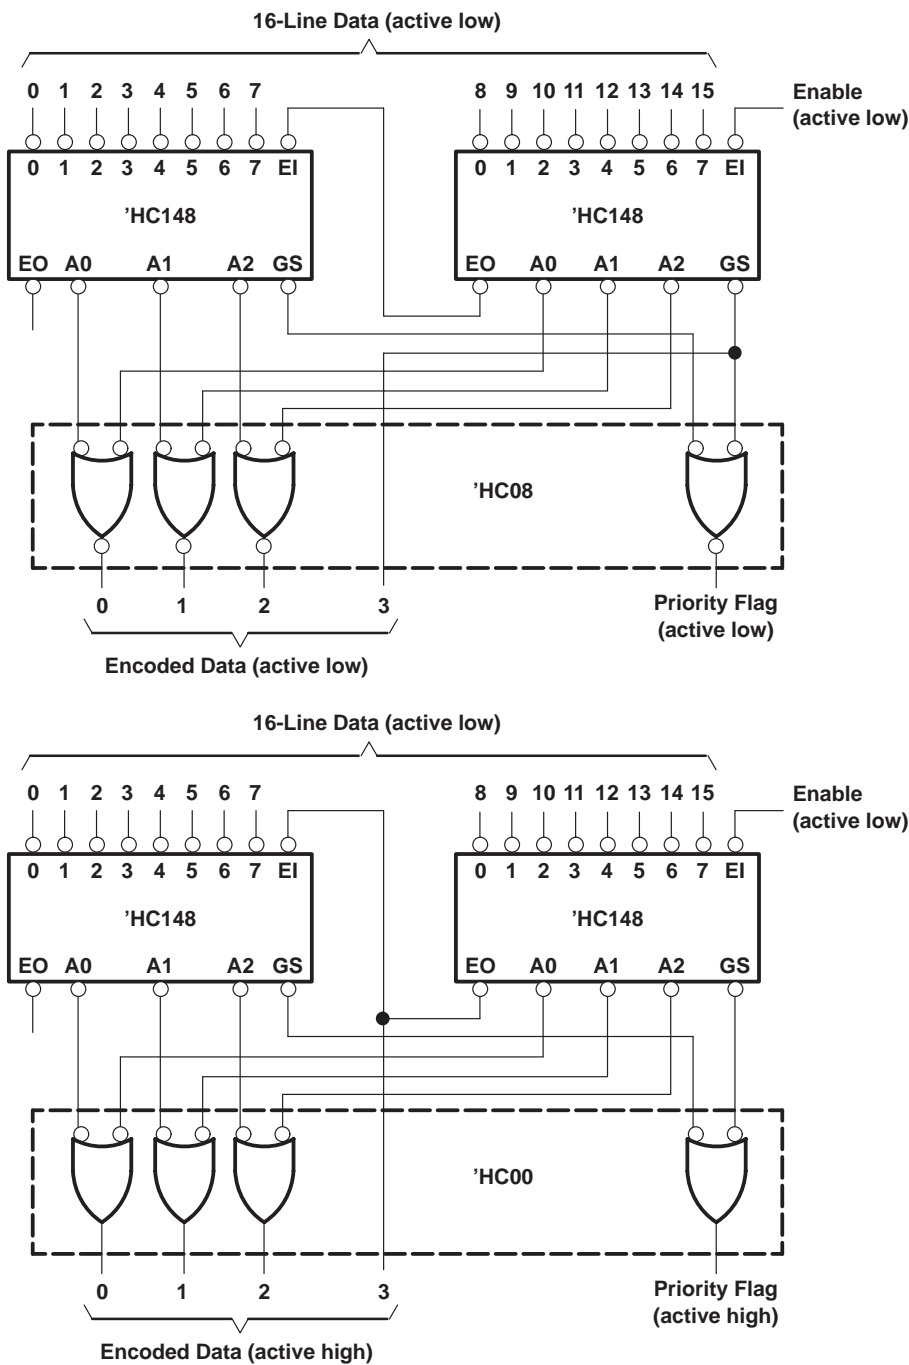 16-Line Data (active low)
0 1 2 3 4 5 6 7 8 9 10 11 12 13 14 15 Enable
(active low)
0 1 2 3 4 5 6 7 EI 0 1 2 3 4 5 6 7 EI
’HC148 ’HC148
EO A0 A1 A2 GS EO A0 A1 A2 GS
’HC08
0 1 2 3 Priority Flag
(active low)
Encoded Data (active low)
16-Line Data (active low)
0 1 2 3 4 5 6 7 8 9 10 11 12 13 14 15 Enable
(active low)
0 1 2 3 4 5 6 7 EI 0 1 2 3 4 5 6 7 EI
’HC148 ’HC148
EO A0 A1 A2 GS EO A0 A1 A2 GS
’HC00
0 1 2 3 Priority Flag
(active high)
Encoded Data (active high)